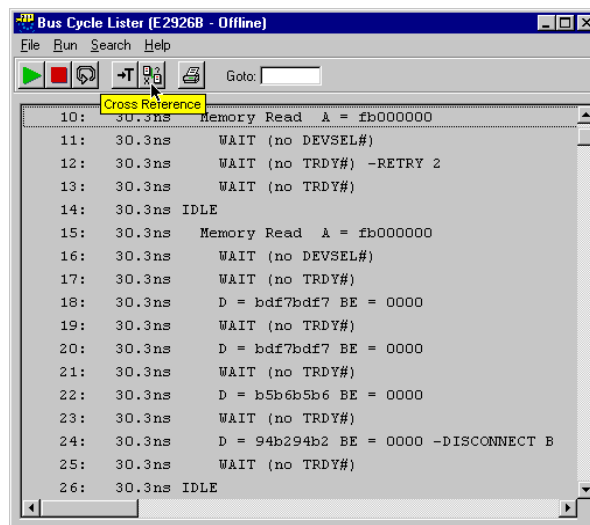 Bus Cycle Lister (E2926B - Offline)
File Run Search Help
T Goto:
Cross Reference
10: 30.3ns Memory Read A = fb000000
11: 30.3ns WAIT (no DEVSEL#)
12: 30.3ns WAIT (no TRDY#) -RETRY 2
13: 30.3ns WAIT (no TRDY#)
14: 30.3ns IDLE
15: 30.3ns Memory Read A = fb000000
16: 30.3ns WAIT (no DEVSEL#)
17: 30.3ns WAIT (no TRDY#)
18: 30.3ns D = bdf7bdf7 BE = 0000
19: 30.3ns WAIT (no TRDY#)
20: 30.3ns D = bdf7bdf7 BE = 0000
21: 30.3ns WAIT (no TRDY#)
22: 30.3ns D = b5b6b5b6 BE = 0000
23: 30.3ns WAIT (no TRDY#)
24: 30.3ns D = 94b294b2 BE = 0000 -DISCONNECT B
25: 30.3ns WAIT (no TRDY#)
26: 30.3ns IDLE